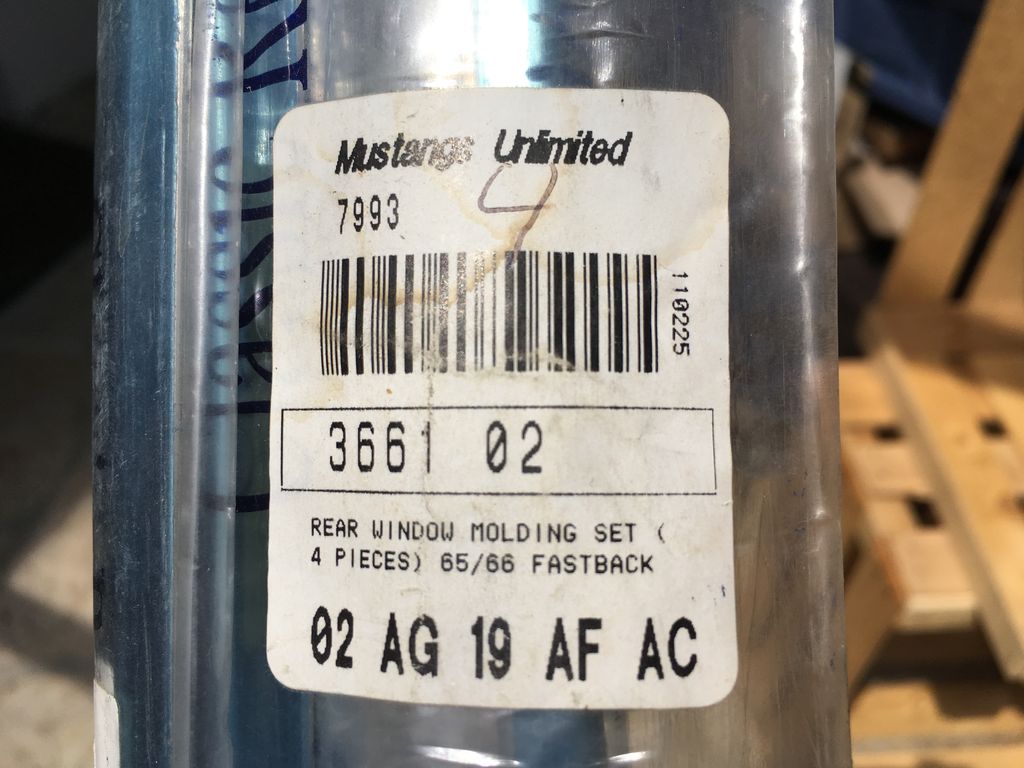 Mustangs Unlimited
7993
4
110225
3661 02
REAR WINDOW MOLDING SET (
4 PIECES) 65/66 FASTBACK
02 AG 19 AF AC